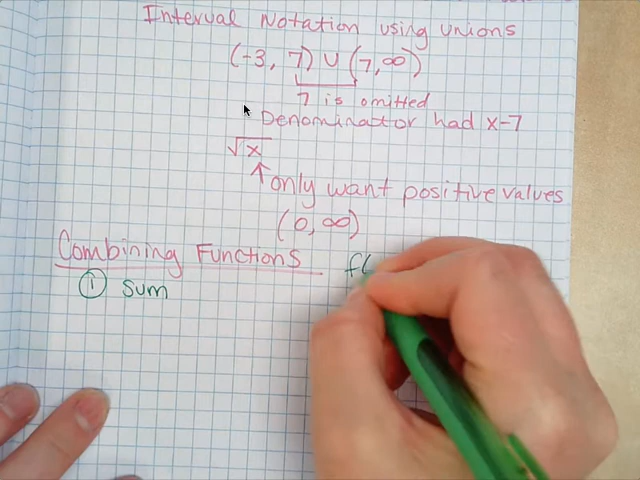 Interval Notation using unions
(-3, 7) ∪ (7, ∞)
7 is omitted
Denominator had x-7
√x
↑ only want positive values
(0, ∞)
Combining Functions f(
① sum